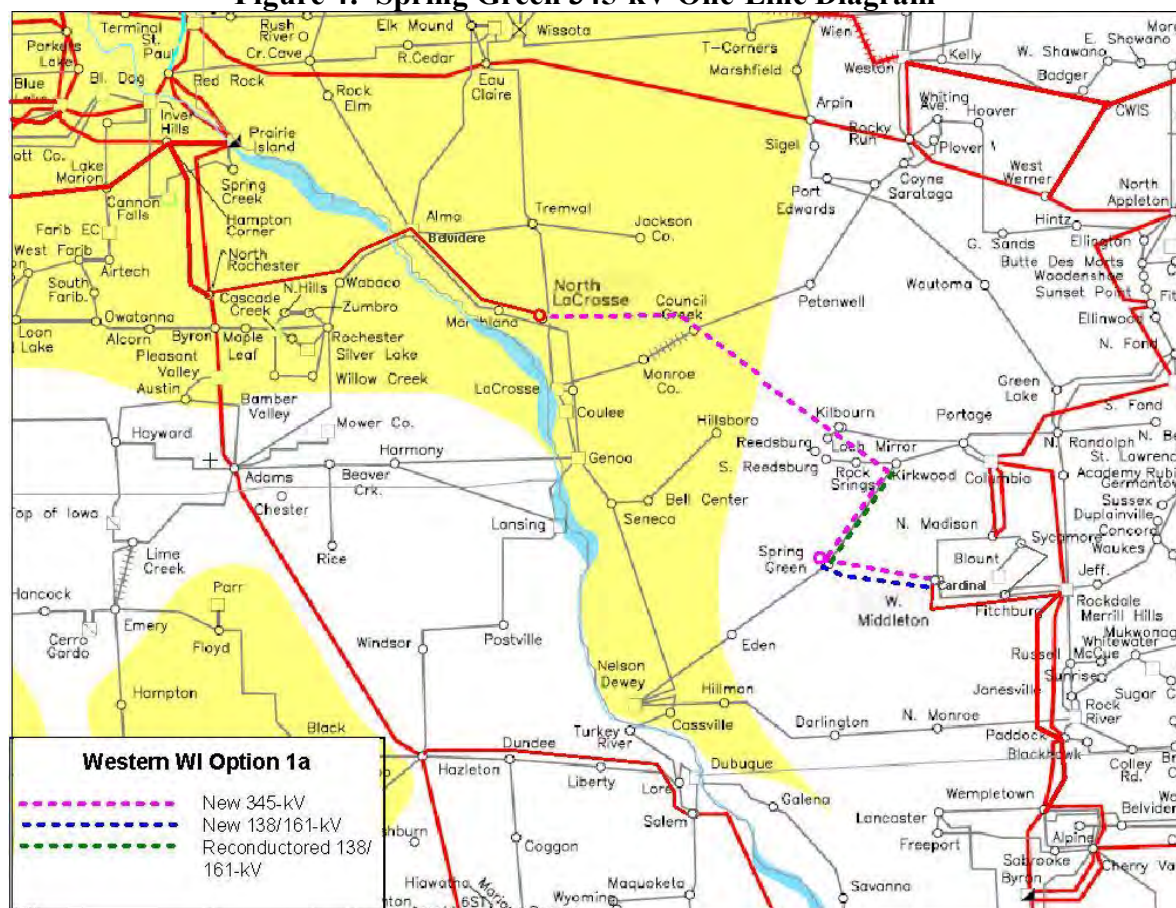 Figure 4. Spring Green 345-kV One-Line Diagram
Terminal
St.
Paul
Rush
River
Cr.Cave
Elk Mound
R.Cedar
Wissota
T-Corners
Wien
Kelly
W. Shawano
E. Shawano
Parkers
Lake
Blue
Bl. Dog
Red Rock
Rock
Elm
Eau
Claire
Marshfield
Weston
Badger
Inver
Hills
Prairie
Island
Arpin
Whiting
Ave.
Hoover
CWIS
Rocky
Run
Plover
ott Co.
Lake
Marion
Sigel
West
Werner
Spring
Creek
Coyne
Saratoga
North
Appleton
Cannon
Falls
Port
Edwards
Hampton
Corner
Alma
Belvidere
Tremval
Jackson
Co.
Hintz
Farib EC
G. Sands
Ellington
West Farib
Airtech
North
Rochester
Butte Des Morts
Woodenshoe
Sunset Point
South
Farib.
Cascade
Creek
N.Hills
Wabaco
Zumbro
North
LaCrosse
Council
Creek
Petenwell
Wautoma
Ellinwood
Owatonna
Alcorn
Byron
Maple
Leaf
Rochester
Marshland
Loon
Lake
N. Fond
Pleasant
Valley
Silver Lake
Willow Creek
LaCrosse
Monroe
Co.
Green
Lake
Austin
Bamber
Valley
Coulee
Hillsboro
Kilbourn
Portage
S. Fond
Hayward
Mower Co.
Reedsburg
Loch Mirror
N.
Randolph
St. Lawrence
Harmony
Genoa
S. Reedsburg
Rock
Srings
Kirkwood
Columbia
Academy
Adams
Beaver
Crk.
Germantow
Chester
Bell Center
Sussex
Top of Iowa
Lansing
Seneca
N. Madison
Duplainville
Sycamore
Concord
Lime
Creek
Rice
Spring
Green
Blount
Waukes
Cardinal
Jeff.
Hancock
Parr
W.
Middleton
Fitchburg
Rockdale
Merrill Hills
Emery
Postville
Mukwonag
Cerro
Gordo
Floyd
Windsor
Eden
Whitewater
Russell
McCue
Nelson
Dewey
Sunrise
Hampton
Hillman
Janesville
Sugar C
Cassville
Rock
River
Black
Turkey
River
Darlington
N. Monroe
Paddock
Dundee
Blackhawk
Hazleton
Liberty
Lore
Dubuque
Colley
Rd.
Galena
Wempletown
Salem
Lancaster
Belvider
Freeport
Alpine
Coggon
Sabrooke
Byron
Cherry Va
Hiawatha
Maquoketa
Wyoming
Savanna
Western WI Option 1a
New 345-kV
New 138/161-kV
Reconductored 138/
161-kV